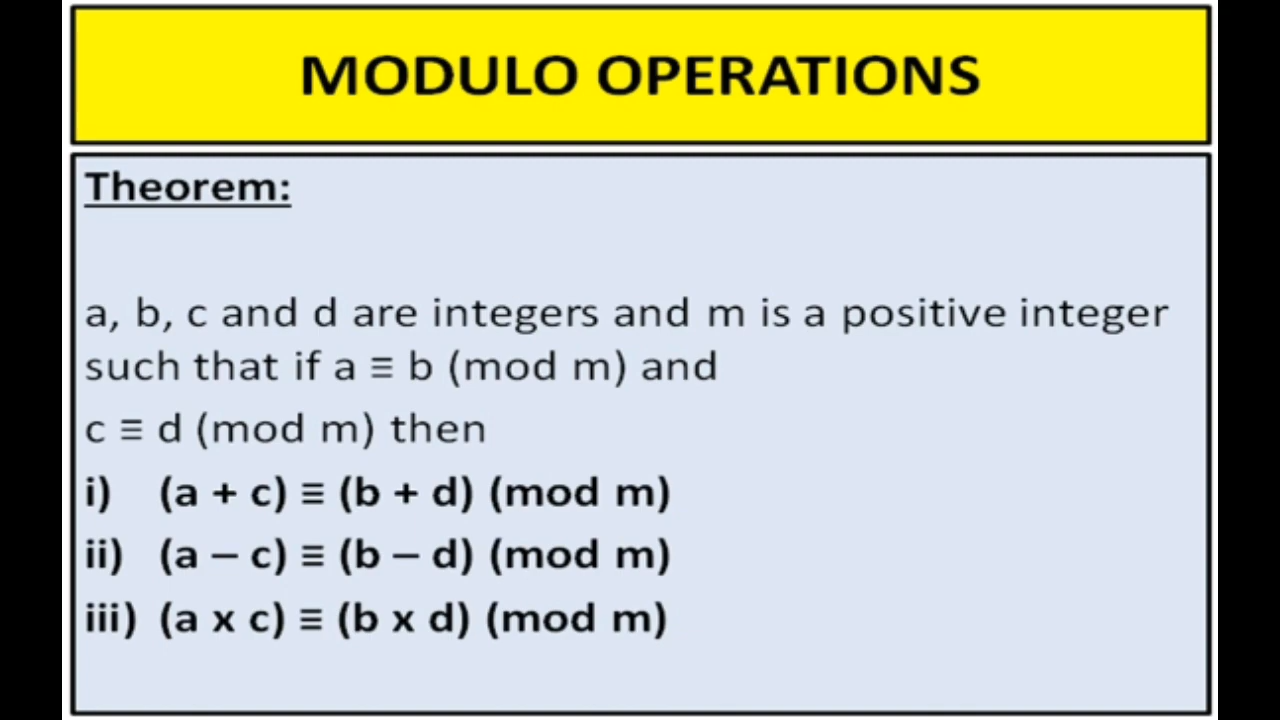 MODULO OPERATIONS
Theorem:
a, b, c and d are integers and m is a positive integer
such that if a ≡ b (mod m) and
c ≡ d (mod m) then
i) (a + c) ≡ (b + d) (mod m)
ii) (a – c) ≡ (b – d) (mod m)
iii) (a x c) ≡ (b x d) (mod m)